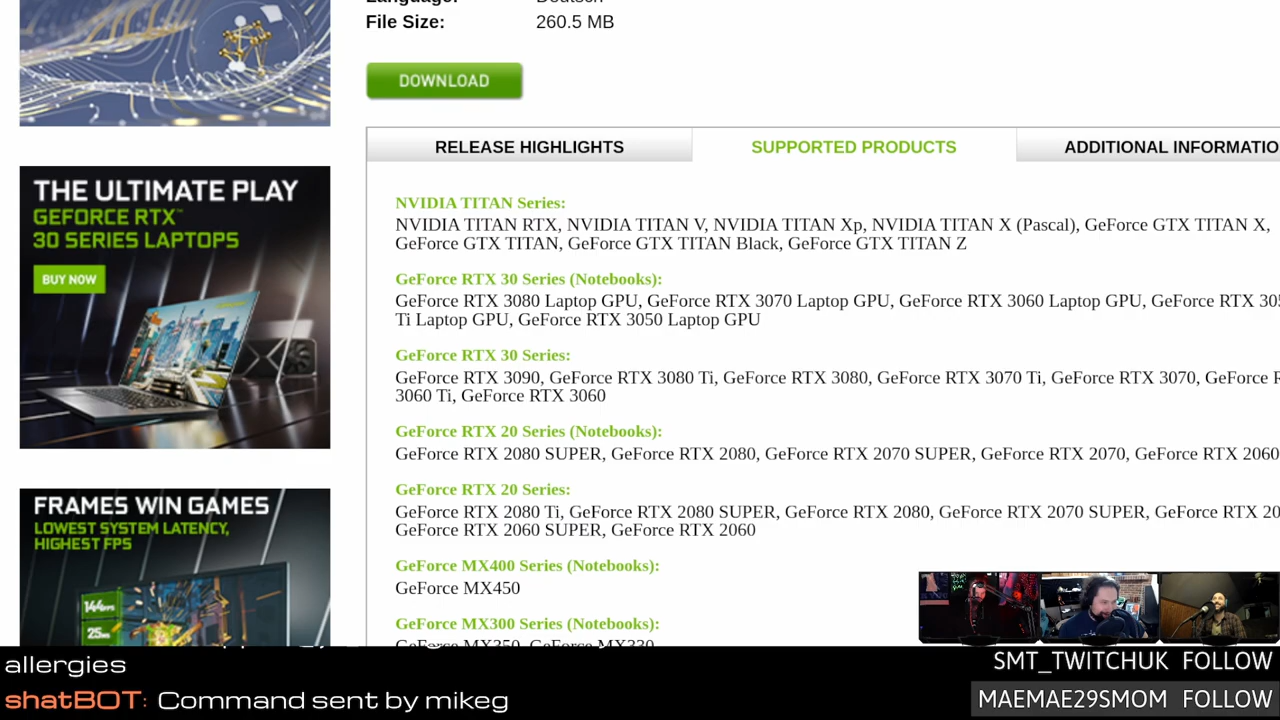 File Size: 260.5 MB
DOWNLOAD
RELEASE HIGHLIGHTS
SUPPORTED PRODUCTS
ADDITIONAL INFORMATIO
THE ULTIMATE PLAY
GEFORCE RTX™
30 SERIES LAPTOPS
BUY NOW
FRAMES WIN GAMES
LOWEST SYSTEM LATENCY,
HIGHEST FPS
144FPS
25ms
NVIDIA TITAN Series:
NVIDIA TITAN RTX, NVIDIA TITAN V, NVIDIA TITAN Xp, NVIDIA TITAN X (Pascal), GeForce GTX TITAN X,
GeForce GTX TITAN, GeForce GTX TITAN Black, GeForce GTX TITAN Z
GeForce RTX 30 Series (Notebooks):
GeForce RTX 3080 Laptop GPU, GeForce RTX 3070 Laptop GPU, GeForce RTX 3060 Laptop GPU, GeForce RTX 305
Ti Laptop GPU, GeForce RTX 3050 Laptop GPU
GeForce RTX 30 Series:
GeForce RTX 3090, GeForce RTX 3080 Ti, GeForce RTX 3080, GeForce RTX 3070 Ti, GeForce RTX 3070, GeForce R
3060 Ti, GeForce RTX 3060
GeForce RTX 20 Series (Notebooks):
GeForce RTX 2080 SUPER, GeForce RTX 2080, GeForce RTX 2070 SUPER, GeForce RTX 2070, GeForce RTX 2060
GeForce RTX 20 Series:
GeForce RTX 2080 Ti, GeForce RTX 2080 SUPER, GeForce RTX 2080, GeForce RTX 2070 SUPER, GeForce RTX 20
GeForce RTX 2060 SUPER, GeForce RTX 2060
GeForce MX400 Series (Notebooks):
GeForce MX450
GeForce MX300 Series (Notebooks):
GeForce MX350, GeForce MX330
allergies
shatBOT: Command sent by mikeg
SMT_TWITCHUK FOLLOW
MAEMAE29SMOM FOLLOW